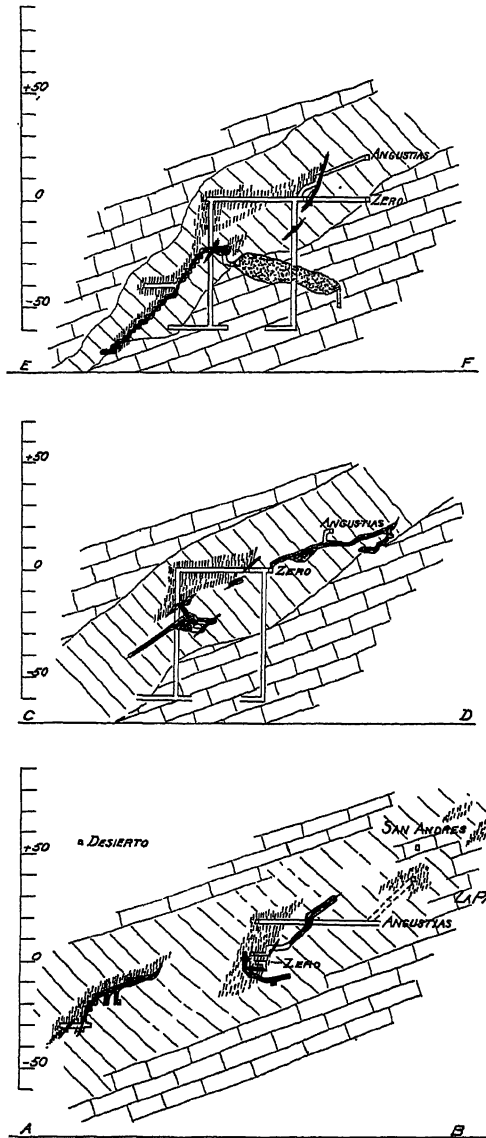 +50
ANGUSTIAS
0
ZERO
-50
E F
+50
ANGUSTIAS
0
ZERO
-50
C D
SAN ANDRES
+50
DESIERTO
ANGUSTIAS
0
ZERO
-50
A B